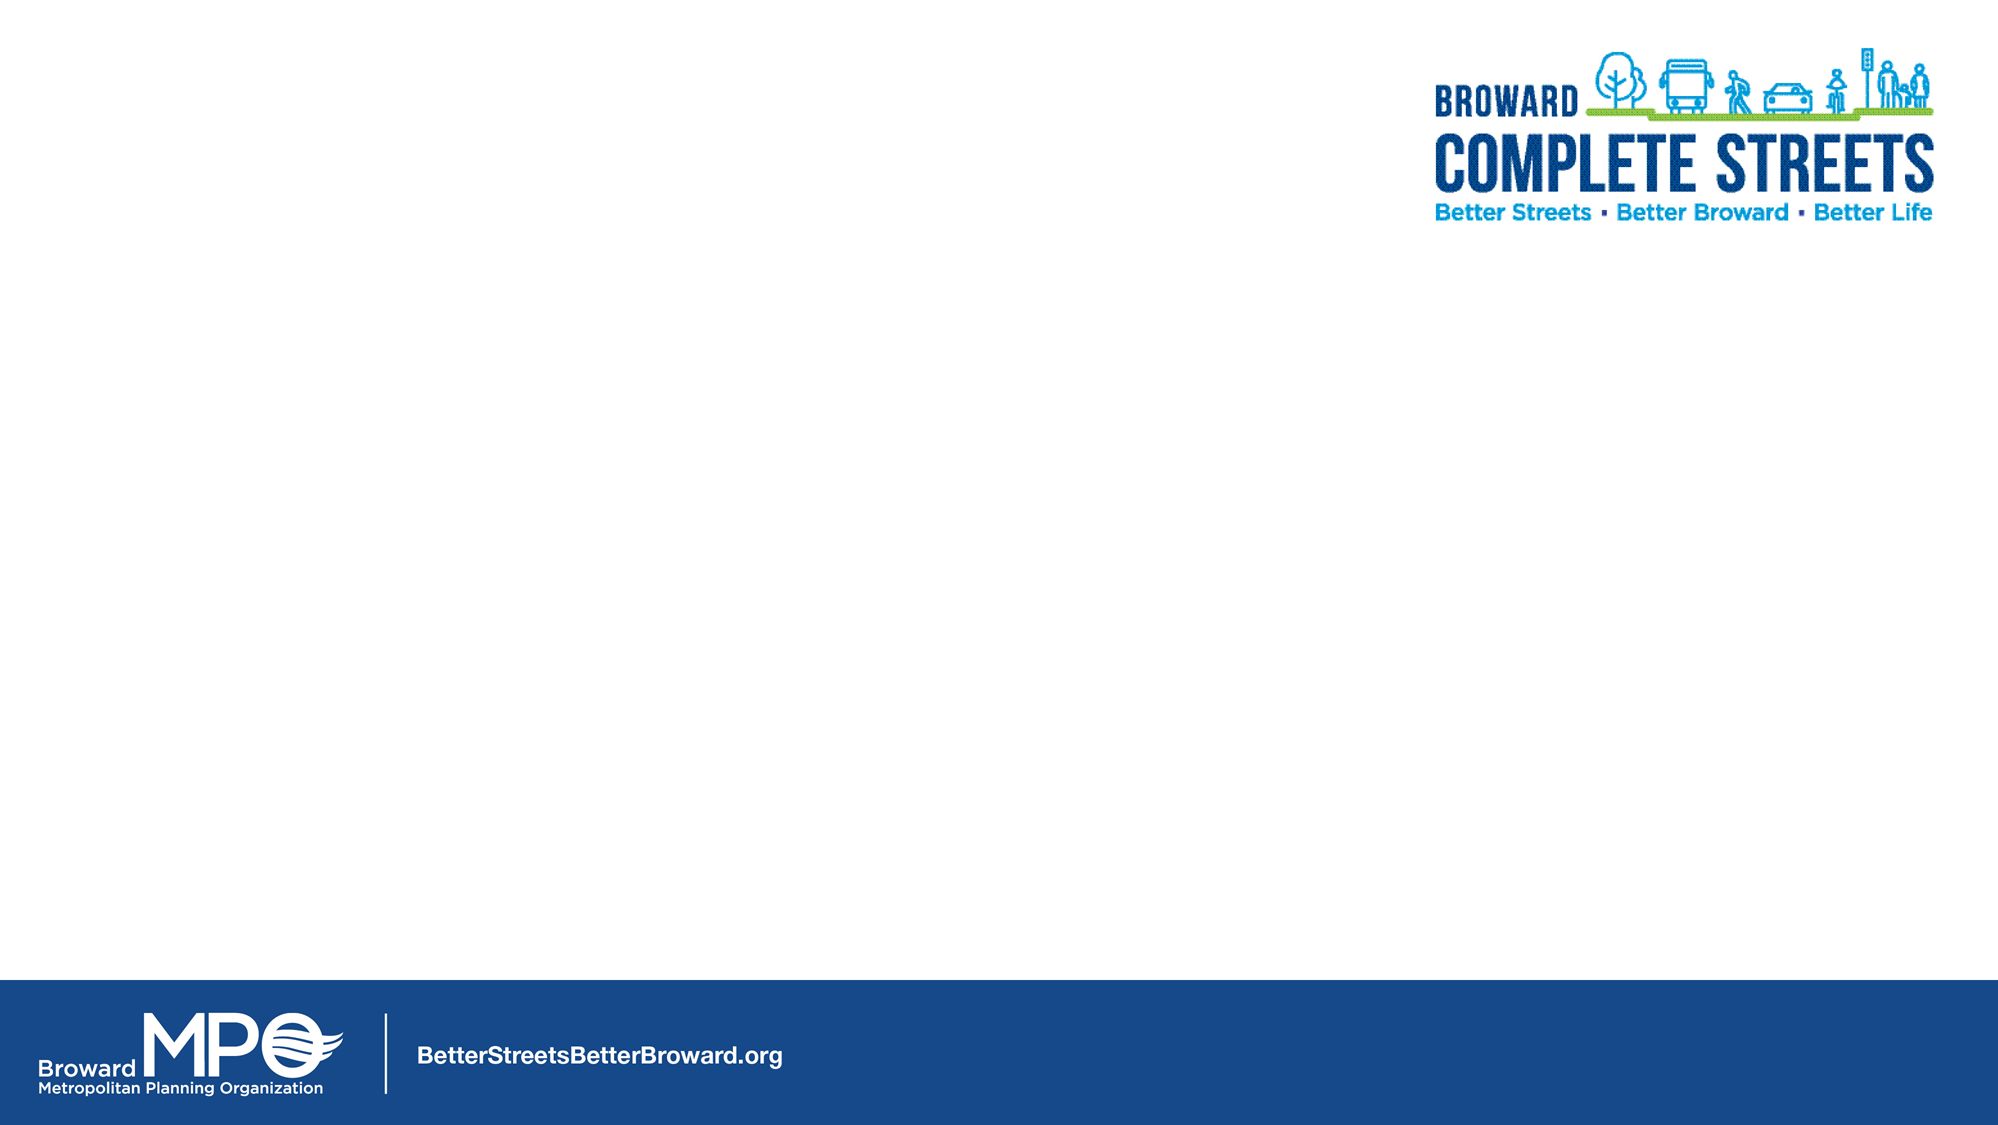 BROWARD
COMPLETE STREETS
Better Streets · Better Broward · Better Life
Broward MPO
Metropolitan Planning Organization
BetterStreetsBetterBroward.org